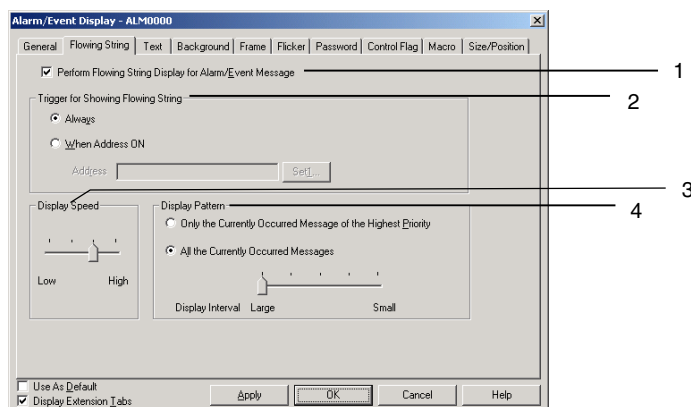 Alarm/Event Display - ALM0000
General Flowing String Text Background Frame Flicker Password Control Flag Macro Size/Position
Perform Flowing String Display for Alarm/Event Message
1
Trigger for Showing Flowing String
2
Always
When Address ON
Address
Set1...
3
Display Speed
Display Pattern
4
Only the Currently Occurred Message of the Highest Priority
All the Currently Occurred Messages
Low High
Display Interval Large Small
Use As Default
Display Extension Tabs
Apply OK Cancel Help